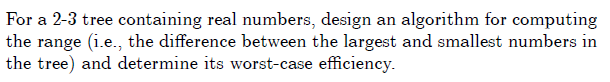 For a 2-3 tree containing real numbers, design an algorithm for computing
the range (i.e., the difference between the largest and smallest numbers in
the tree) and determine its worst-case efficiency.